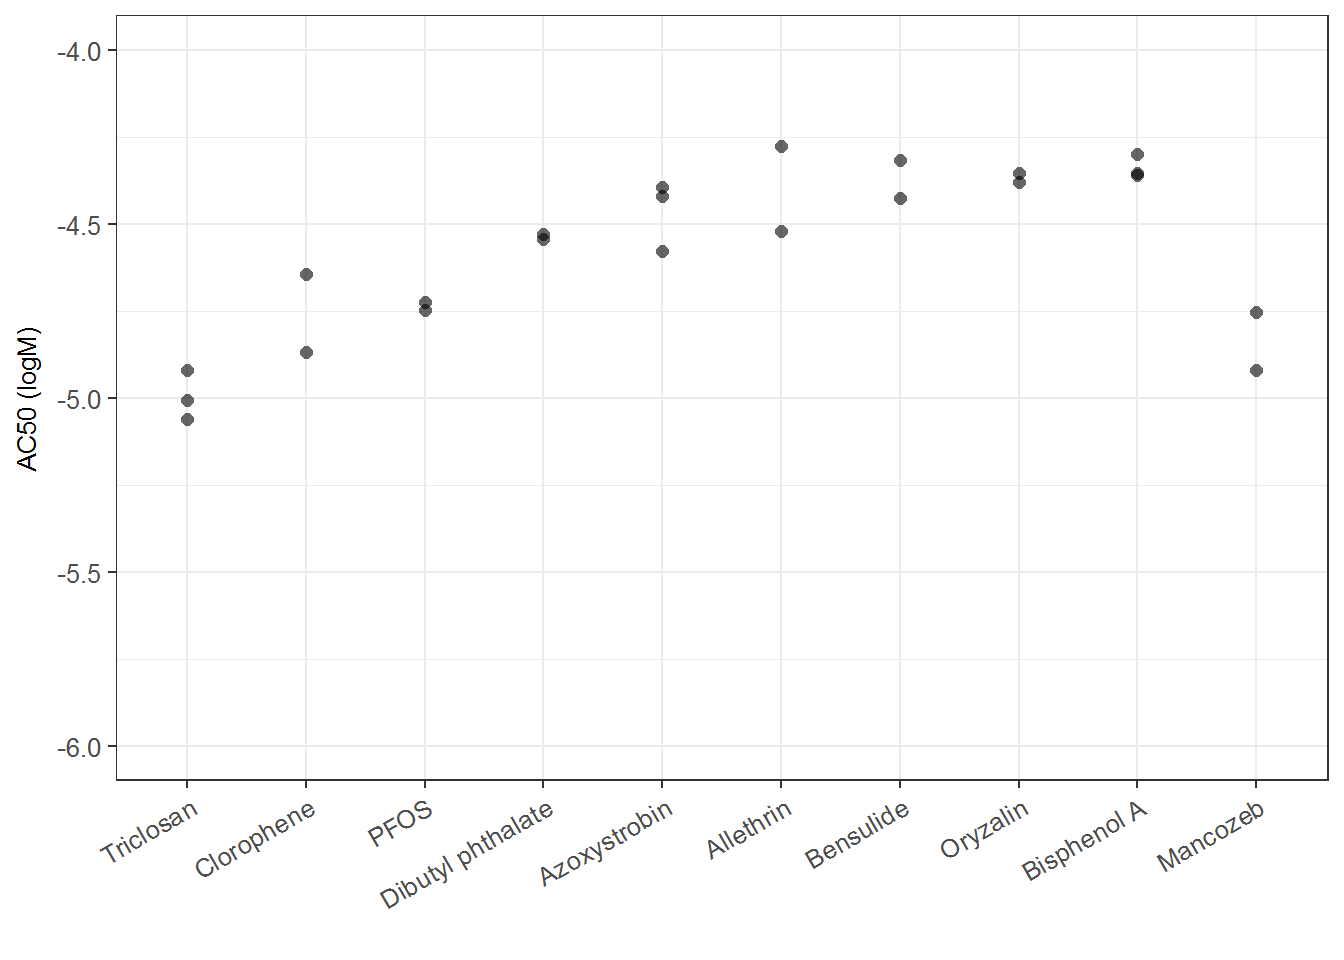 -4.0
-4.5
-5.0
-5.5
-6.0
AC50 (logM)
Triclosan
Clorophene
PFOS
Dibutyl phthalate
Azoxystrobin
Allethrin
Bensulide
Oryzalin
Bisphenol A
Mancozeb